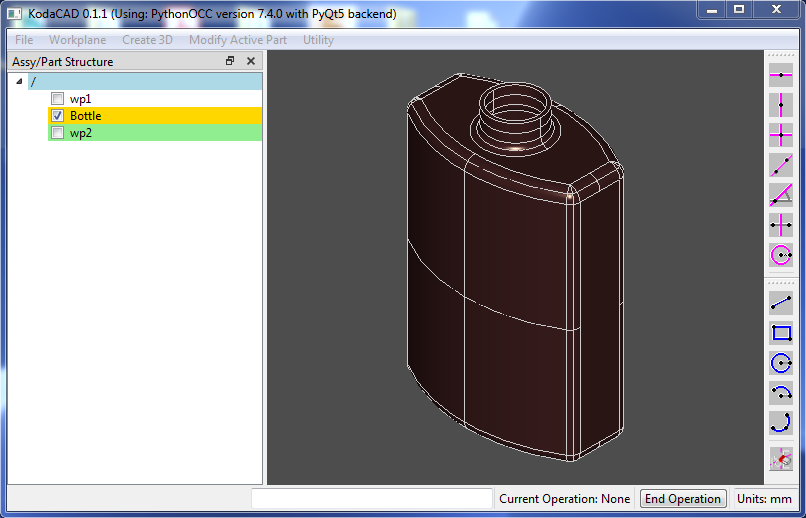 KodaCAD 0.1.1 (Using: PythonOCC version 7.4.0 with PyQt5 backend)
File Workplane Create 3D Modify Active Part Utility
Assy/Part Structure
/
wp1
Bottle
wp2
Current Operation: None End Operation Units: mm